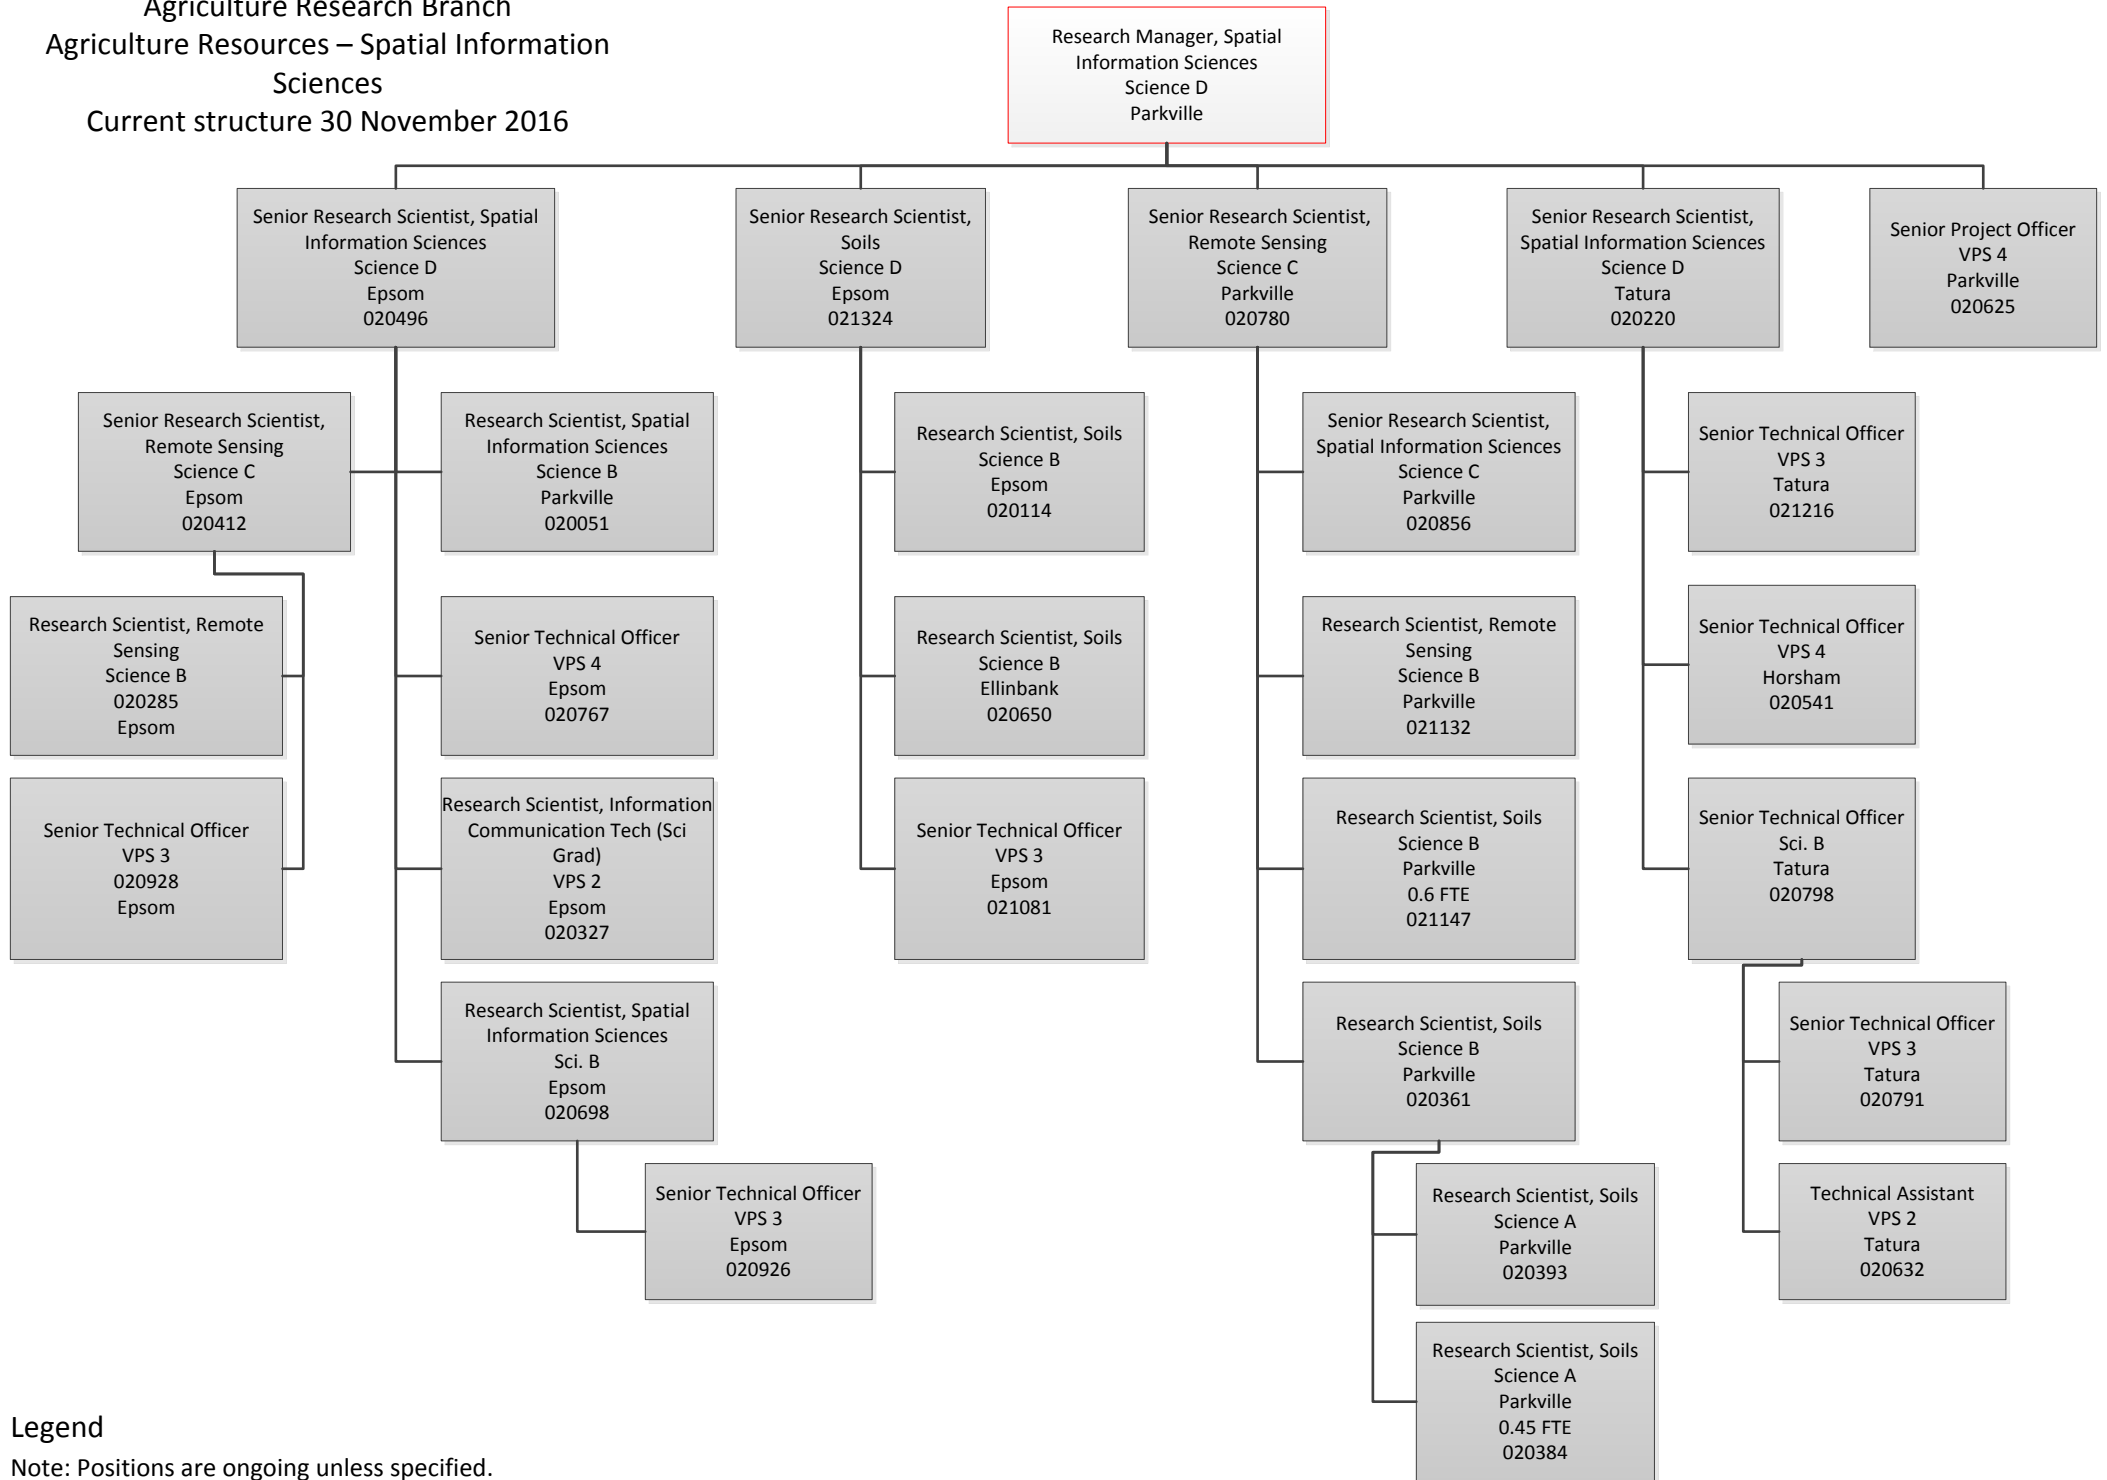 Agriculture Research Branch
Agriculture Resources – Spatial Information
Sciences
Current structure 30 November 2016
Research Manager, Spatial
Information Sciences
Science D
Parkville
Senior Research Scientist, Spatial
Information Sciences
Science D
Epsom
020496
Senior Research Scientist,
Soils
Science D
Epsom
021324
Senior Research Scientist,
Remote Sensing
Science C
Parkville
020780
Senior Research Scientist,
Spatial Information Sciences
Science D
Tatura
020220
Senior Project Officer
VPS 4
Parkville
020625
Senior Research Scientist,
Remote Sensing
Science C
Epsom
020412
Research Scientist, Spatial
Information Sciences
Science B
Parkville
020051
Research Scientist, Soils
Science B
Epsom
020114
Senior Research Scientist,
Spatial Information Sciences
Science C
Parkville
020856
Senior Technical Officer
VPS 3
Tatura
021216
Research Scientist, Remote
Sensing
Science B
020285
Epsom
Senior Technical Officer
VPS 4
Epsom
020767
Research Scientist, Soils
Science B
Ellinbank
020650
Research Scientist, Remote
Sensing
Science B
Parkville
021132
Senior Technical Officer
VPS 4
Horsham
020541
Senior Technical Officer
VPS 3
020928
Epsom
Research Scientist, Information
Communication Tech (Sci
Grad)
VPS 2
Epsom
020327
Senior Technical Officer
VPS 3
Epsom
021081
Research Scientist, Soils
Science B
Parkville
0.6 FTE
021147
Senior Technical Officer
Sci. B
Tatura
020798
Research Scientist, Spatial
Information Sciences
Sci. B
Epsom
020698
Research Scientist, Soils
Science B
Parkville
020361
Senior Technical Officer
VPS 3
Tatura
020791
Senior Technical Officer
VPS 3
Epsom
020926
Research Scientist, Soils
Science A
Parkville
020393
Technical Assistant
VPS 2
Tatura
020632
Research Scientist, Soils
Science A
Parkville
0.45 FTE
020384
Legend
Note: Positions are ongoing unless specified.